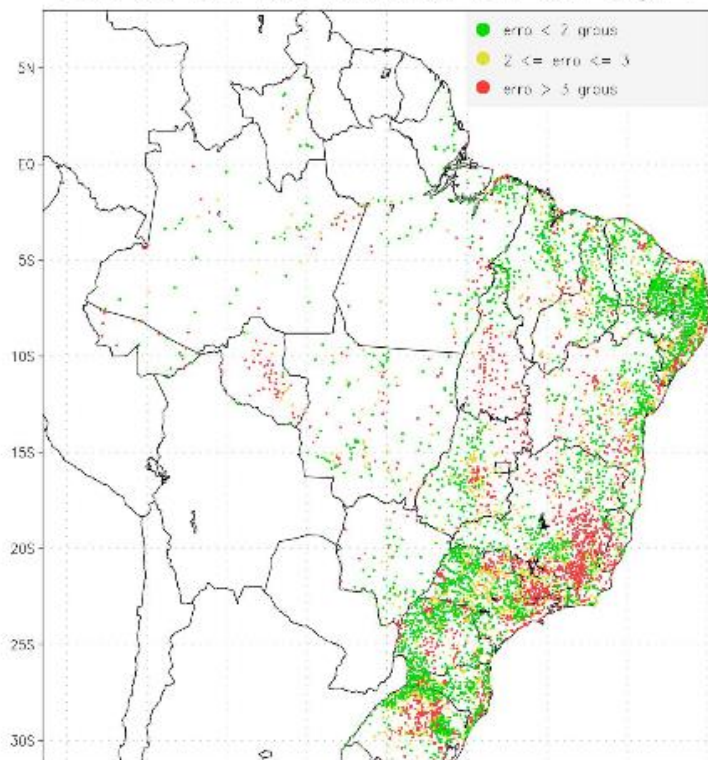 erro < 2 graus
2 <= erro <= 3
erro > 3 graus
5N
EQ
5S
10S
15S
20S
25S
30S